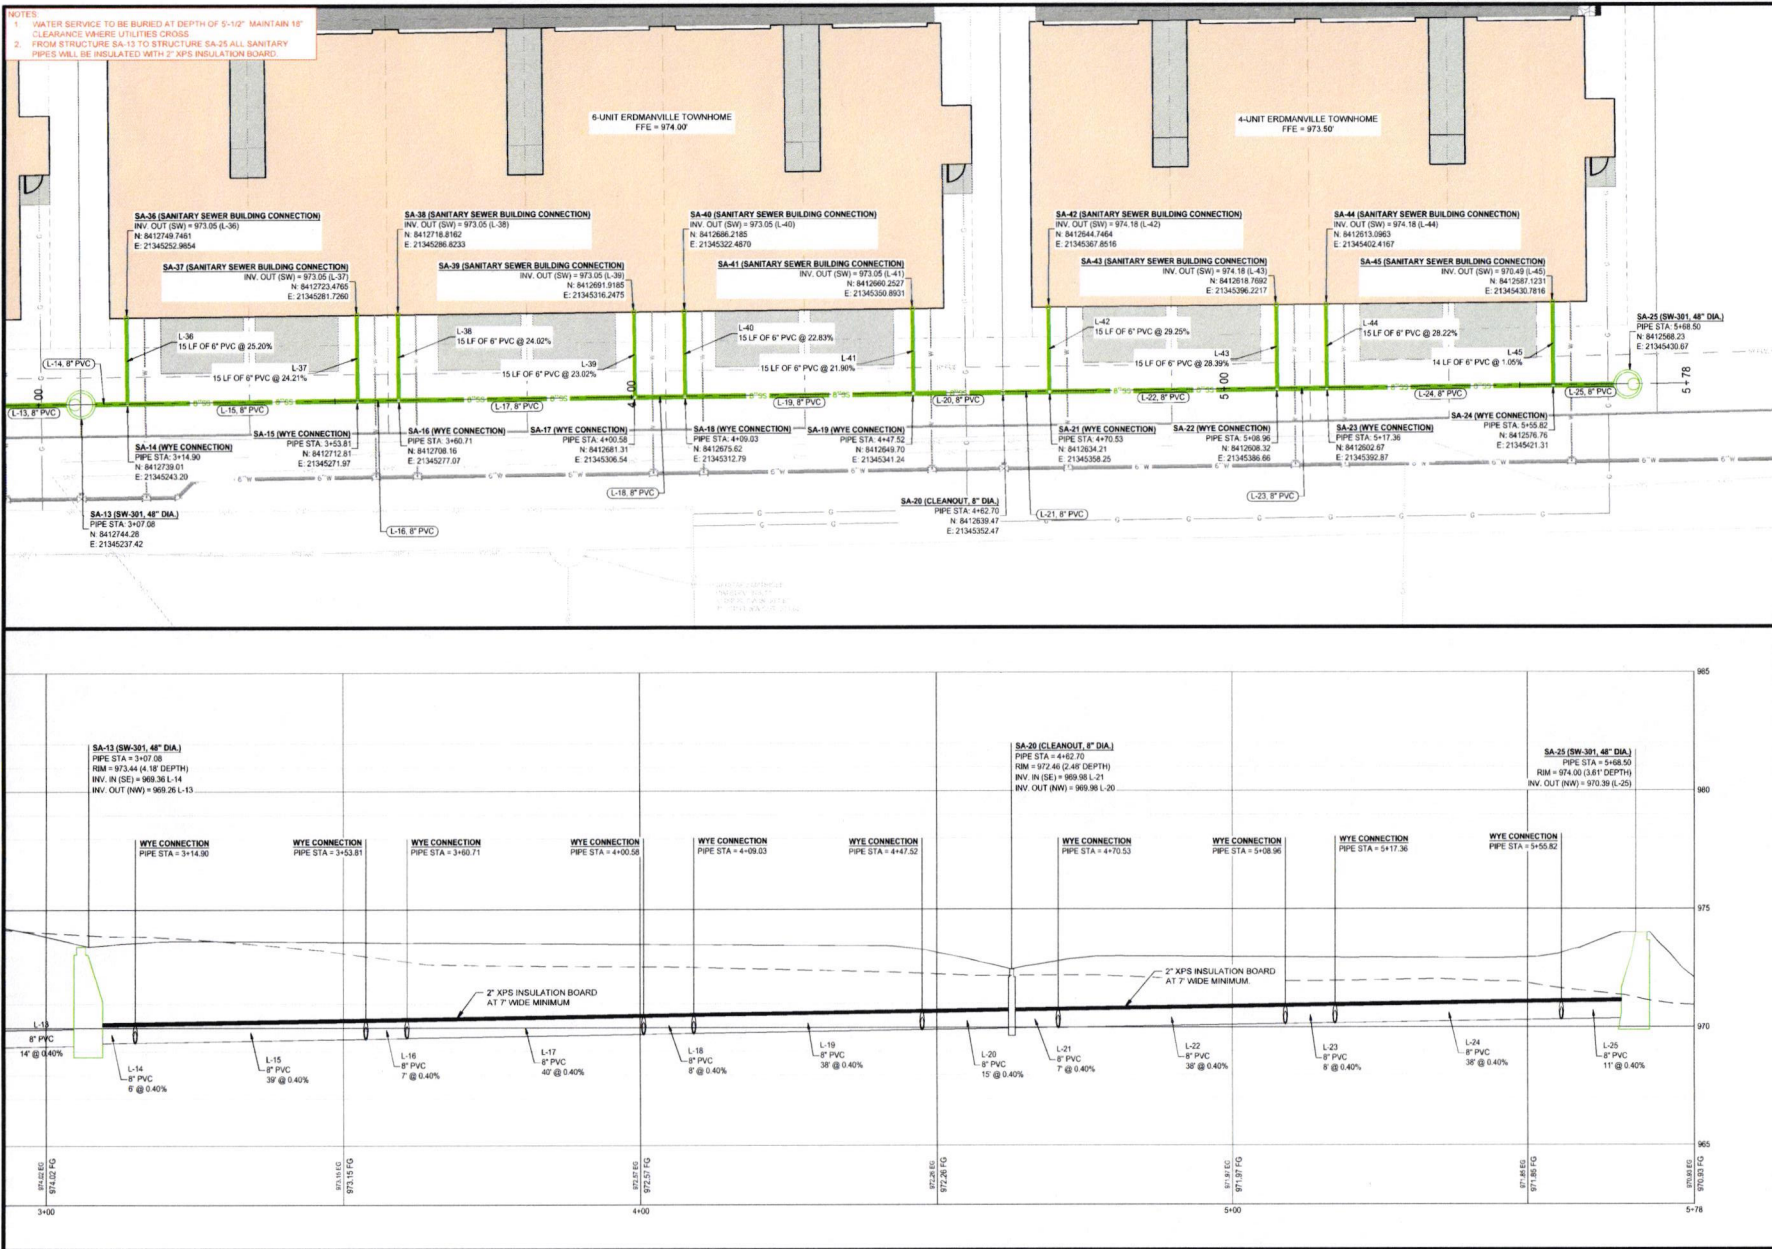 NOTES:
1. WATER SERVICE TO BE BURIED AT DEPTH OF 5'-1/2" MAINTAIN 18"
CLEARANCE WHERE UTILITIES CROSS
2. FROM STRUCTURE SA-13 TO STRUCTURE SA-25 ALL SANITARY
PIPES WILL BE INSULATED WITH 2" XPS INSULATION BOARD.
6-UNIT ERDMANVILLE TOWNHOME
FFE = 974.00'
4-UNIT ERDMANVILLE TOWNHOME
FFE = 973.50'
SA-36 (SANITARY SEWER BUILDING CONNECTION)
INV. OUT (SW) = 973.05 (L-36)
N: 8412749.7461
E: 21345252.9854
SA-37 (SANITARY SEWER BUILDING CONNECTION)
INV. OUT (SW) = 973.05 (L-37)
N: 8412723.4765
E: 21345281.7260
SA-38 (SANITARY SEWER BUILDING CONNECTION)
INV. OUT (SW) = 973.05 (L-38)
N: 8412718.8162
E: 21345286.8233
SA-39 (SANITARY SEWER BUILDING CONNECTION)
INV. OUT (SW) = 973.05 (L-39)
N: 8412691.9185
E: 21345316.2475
SA-40 (SANITARY SEWER BUILDING CONNECTION)
INV. OUT (SW) = 973.05 (L-40)
N: 8412686.2185
E: 21345322.4870
SA-41 (SANITARY SEWER BUILDING CONNECTION)
INV. OUT (SW) = 973.05 (L-41)
N: 8412660.2527
E: 21345350.8931
SA-42 (SANITARY SEWER BUILDING CONNECTION)
INV. OUT (SW) = 974.18 (L-42)
N: 8412644.7464
E: 21345367.8516
SA-43 (SANITARY SEWER BUILDING CONNECTION)
INV. OUT (SW) = 974.18 (L-43)
N: 8412618.7692
E: 21345396.2217
SA-44 (SANITARY SEWER BUILDING CONNECTION)
INV. OUT (SW) = 974.18 (L-44)
N: 8412613.0963
E: 21345402.4167
SA-45 (SANITARY SEWER BUILDING CONNECTION)
INV. OUT (SW) = 970.49 (L-45)
N: 8412587.1231
E: 21345430.7816
SA-25 (SW-301, 48" DIA.)
PIPE STA: 5+68.50
N: 8412568.23
E: 21345430.67
L-36
15 LF OF 6" PVC @ 25.20%
L-37
15 LF OF 6" PVC @ 24.21%
L-38
15 LF OF 6" PVC @ 24.02%
L-39
15 LF OF 6" PVC @ 23.02%
L-40
15 LF OF 6" PVC @ 22.83%
L-41
15 LF OF 6" PVC @ 21.90%
L-42
15 LF OF 6" PVC @ 29.25%
L-43
15 LF OF 6" PVC @ 28.39%
L-44
15 LF OF 6" PVC @ 28.22%
L-45
14 LF OF 6" PVC @ 1.05%
L-14, 8" PVC
L-13, 8" PVC
L-15, 8" PVC
L-17, 8" PVC
L-19, 8" PVC
L-20, 8" PVC
L-22, 8" PVC
L-24, 8" PVC
L-25, 8" PVC
00
4+00
5+00
5+78
SA-14 (WYE CONNECTION)
PIPE STA: 3+14.90
N: 8412739.01
E: 21345243.20
SA-15 (WYE CONNECTION)
PIPE STA: 3+53.81
N: 8412712.81
E: 21345271.97
SA-16 (WYE CONNECTION)
PIPE STA: 3+60.71
N: 8412708.16
E: 21345277.07
SA-17 (WYE CONNECTION)
PIPE STA: 4+00.58
N: 8412681.31
E: 21345306.54
SA-18 (WYE CONNECTION)
PIPE STA: 4+09.03
N: 8412675.62
E: 21345312.79
SA-19 (WYE CONNECTION)
PIPE STA: 4+47.52
N: 8412649.70
E: 21345341.24
SA-21 (WYE CONNECTION)
PIPE STA: 4+70.53
N: 8412634.21
E: 21345358.25
SA-22 (WYE CONNECTION)
PIPE STA: 5+08.96
N: 8412608.32
E: 21345386.66
SA-23 (WYE CONNECTION)
PIPE STA: 5+17.36
N: 8412602.67
E: 21345392.87
SA-24 (WYE CONNECTION)
PIPE STA: 5+55.82
N: 8412576.76
E: 21345421.31
SA-13 (SW-301, 48" DIA.)
PIPE STA: 3+07.08
N: 8412744.28
E: 21345237.42
L-16, 8" PVC
L-18, 8" PVC
SA-20 (CLEANOUT, 8" DIA.)
PIPE STA: 4+62.70
N: 8412639.47
E: 21345352.47
L-21, 8" PVC
L-23, 8" PVC
985
980
975
970
965
SA-13 (SW-301, 48" DIA.)
PIPE STA = 3+07.08
RIM = 973.44 (4.18' DEPTH)
INV. IN (SE) = 969.36 L-14
INV. OUT (NW) = 969.26 L-13
SA-20 (CLEANOUT, 8" DIA.)
PIPE STA = 4+62.70
RIM = 972.46 (2.48' DEPTH)
INV. IN (SE) = 969.98 L-21
INV. OUT (NW) = 969.98 L-20
SA-25 (SW-301, 48" DIA.)
PIPE STA = 5+68.50
RIM = 974.00 (3.61' DEPTH)
INV. OUT (NW) = 970.39 (L-25)
WYE CONNECTION
PIPE STA = 3+14.90
WYE CONNECTION
PIPE STA = 3+53.81
WYE CONNECTION
PIPE STA = 3+60.71
WYE CONNECTION
PIPE STA = 4+00.58
WYE CONNECTION
PIPE STA = 4+09.03
WYE CONNECTION
PIPE STA = 4+47.52
WYE CONNECTION
PIPE STA = 4+70.53
WYE CONNECTION
PIPE STA = 5+08.96
WYE CONNECTION
PIPE STA = 5+17.36
WYE CONNECTION
PIPE STA = 5+55.82
2" XPS INSULATION BOARD
AT 7' WIDE MINIMUM
2" XPS INSULATION BOARD
AT 7' WIDE MINIMUM.
L-13
8" PVC
14' @ 0.40%
L-14
8" PVC
6' @ 0.40%
L-15
8" PVC
39' @ 0.40%
L-16
8" PVC
7' @ 0.40%
L-17
8" PVC
40' @ 0.40%
L-18
8" PVC
8' @ 0.40%
L-19
8" PVC
38' @ 0.40%
L-20
8" PVC
15' @ 0.40%
L-21
8" PVC
7' @ 0.40%
L-22
8" PVC
38' @ 0.40%
L-23
8" PVC
8' @ 0.40%
L-24
8" PVC
38' @ 0.40%
L-25
8" PVC
11' @ 0.40%
974.02 EG
974.02 FG
973.15 EG
973.15 FG
972.57 EG
972.57 FG
972.26 EG
972.26 FG
971.97 EG
971.97 FG
971.85 EG
971.85 FG
970.93 EG
970.93 FG
3+00
4+00
5+00
5+78